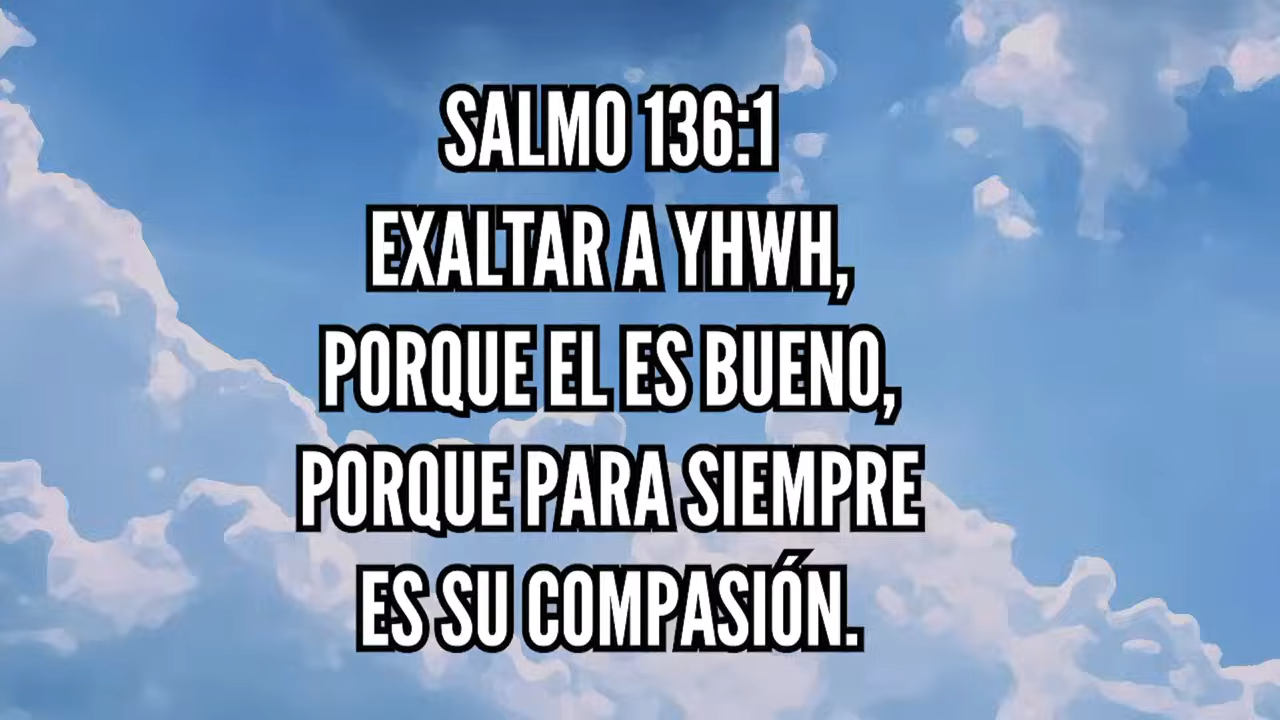 SALMO 136:1
EXALTAR A YHWH,
PORQUE EL ES BUENO,
PORQUE PARA SIEMPRE
ES SU COMPASIÓN.